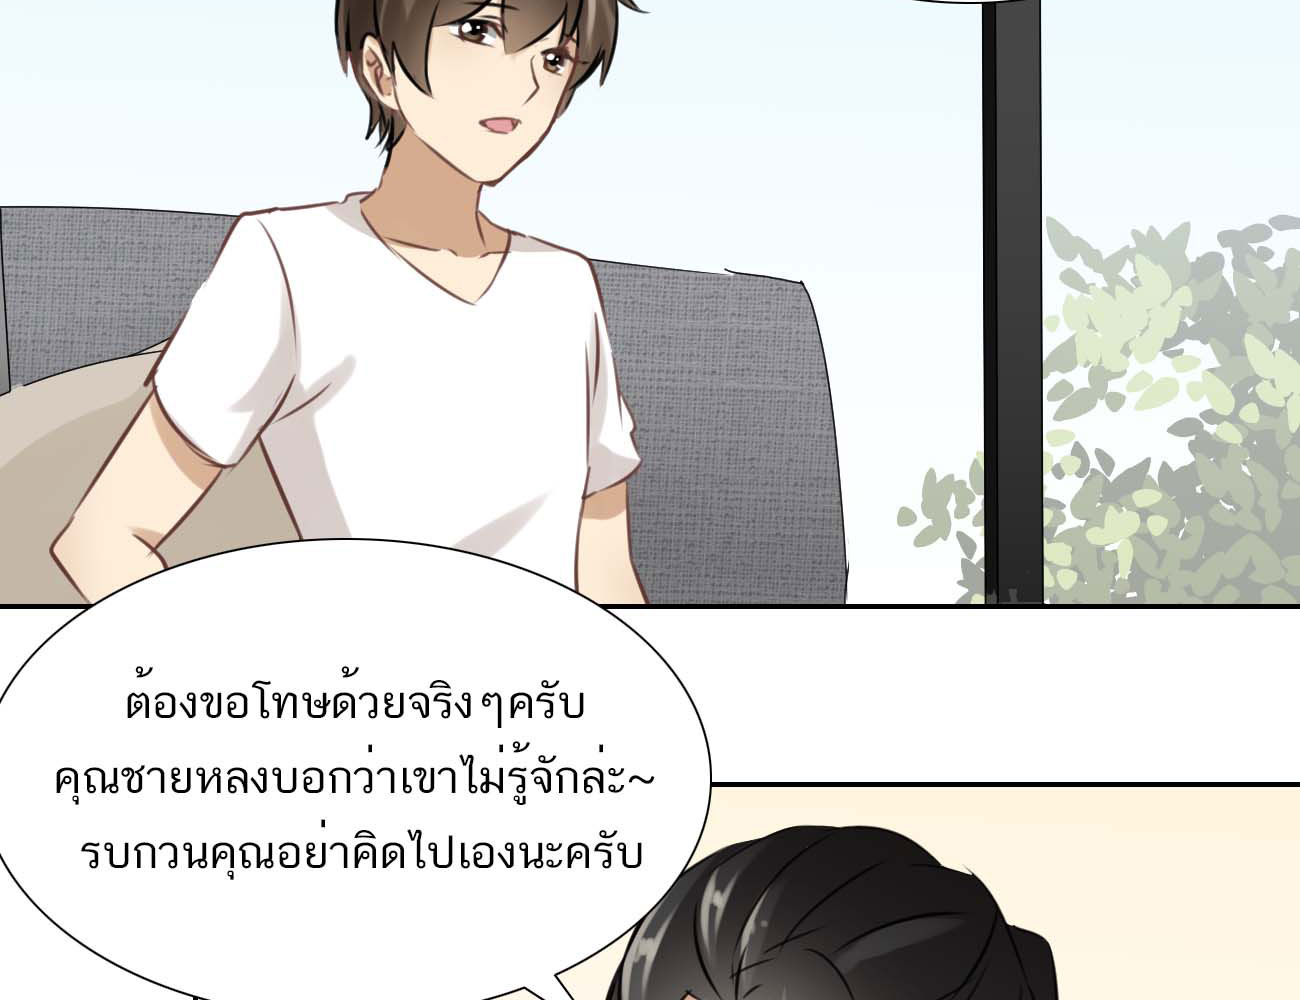 ต้องขอโทษด้วยจริงๆครับ
คุณชายหลงบอกว่าเขาไม่รู้จักล่ะ~
รบกวนคุณอย่าคิดไปเองนะครับ